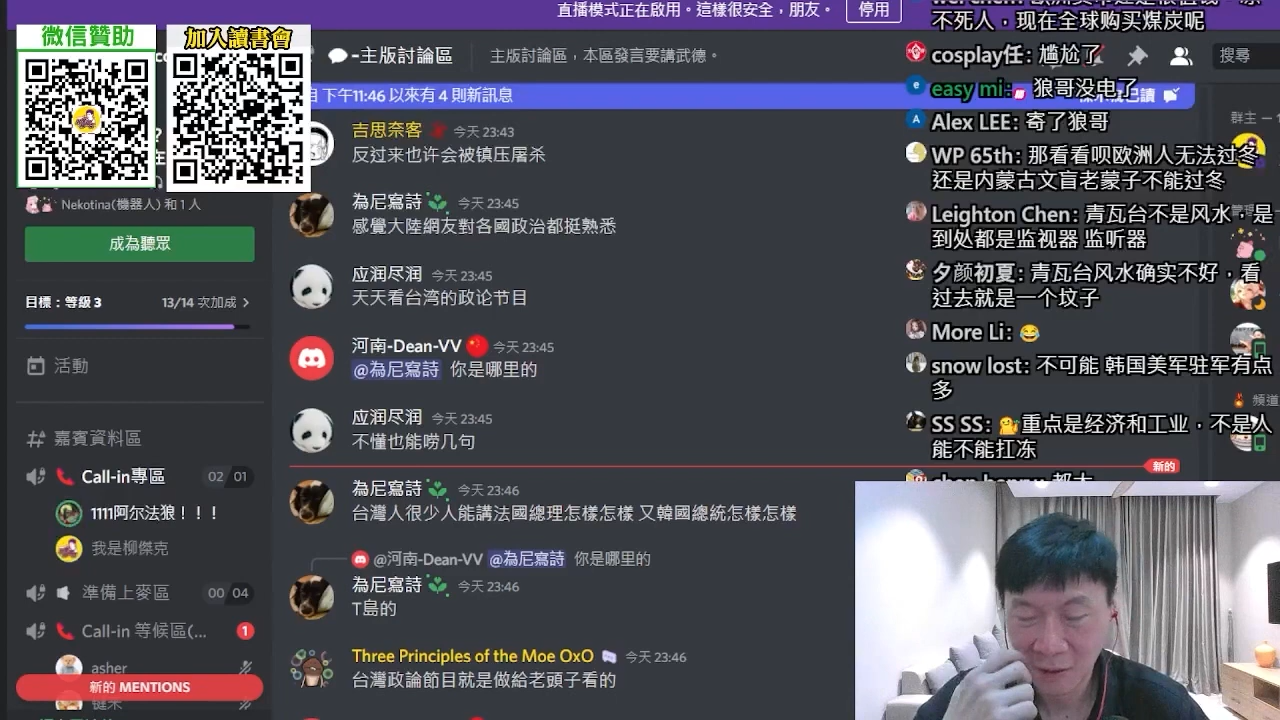 微信贊助
加入讀書會
直播模式正在啟用。這樣很安全，朋友。
停用
-主版討論區
主版討論區，本區發言要講武德。
搜尋
下午11:46 以來有 4 則新訊息
吉思奈客 今天 23:43
反过来也许会被镇压屠杀
為尼寫詩 今天 23:45
感覺大陸網友對各國政治都挺熟悉
应润尽润 今天 23:45
天天看台湾的政论节目
河南-Dean-VV 今天 23:45
@為尼寫詩 你是哪里的
应润尽润 今天 23:45
不懂也能唠几句
新的
為尼寫詩 今天 23:46
台灣人很少人能講法國總理怎樣怎樣 又韓國總統怎樣怎樣
@河南-Dean-VV @為尼寫詩 你是哪里的
為尼寫詩 今天 23:46
T島的
Three Principles of the Moe OxO 今天 23:46
台灣政論節目就是做給老頭子看的
Nekotina(機器人) 和 1 人
成為聽眾
目標：等級 3
13/14 次加成
活動
嘉賓資料區
Call-in專區 02 01
1111阿尔法狼！！！
我是柳傑克
準備上麥區 00 04
Call-in 等候區(... 1
asher
新的 MENTIONS
不死人，现在全球购买煤炭呢
cosplay任: 尴尬了
easy mi: 狼哥没电了
Alex LEE: 寄了狼哥
WP 65th: 那看看呗欧洲人无法过冬
还是内蒙古文盲老蒙子不能过冬
Leighton Chen: 青瓦台不是风水，是
到处都是监视器 监听器
夕颜初夏: 青瓦台风水确实不好，看
过去就是一个坟子
More Li: 😂
snow lost: 不可能 韩国美军驻军有点
多
SS SS: 重点是经济和工业，不是人
能不能扛冻
群主
頻道